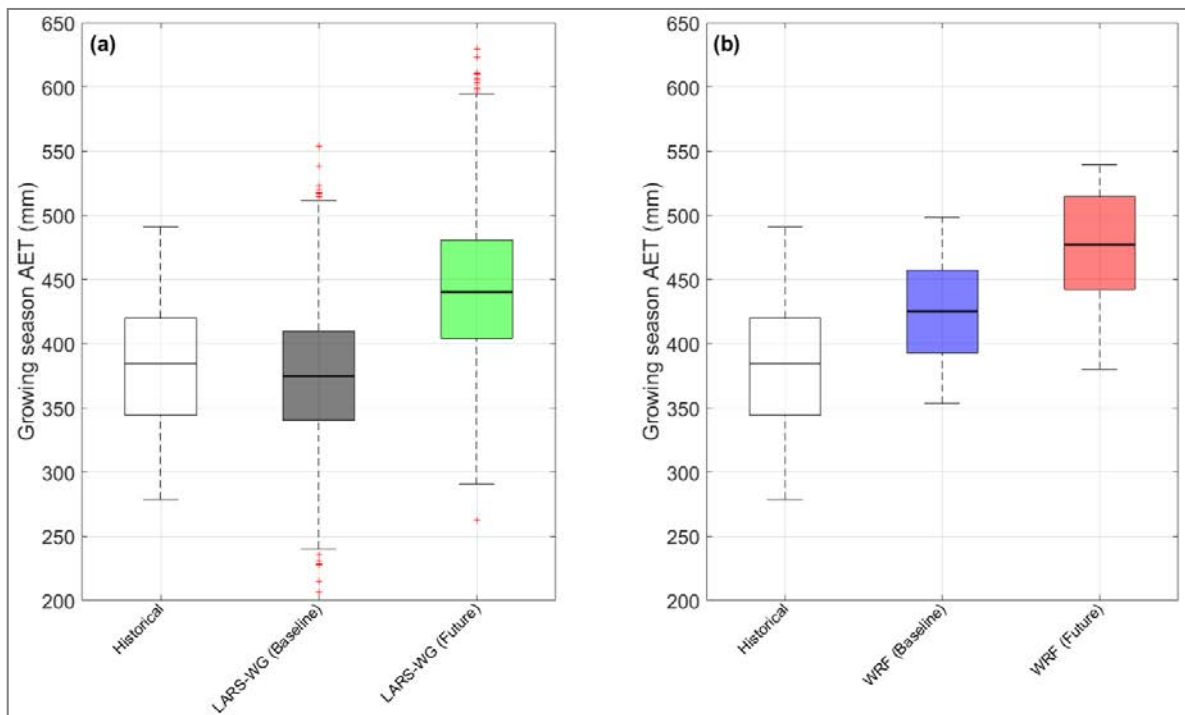 (a)
Growing season AET (mm)
650
600
550
500
450
400
350
300
250
200
Historical
LARS-WG (Baseline)
LARS-WG (Future)
(b)
Growing season AET (mm)
650
600
550
500
450
400
350
300
250
200
Historical
WRF (Baseline)
WRF (Future)